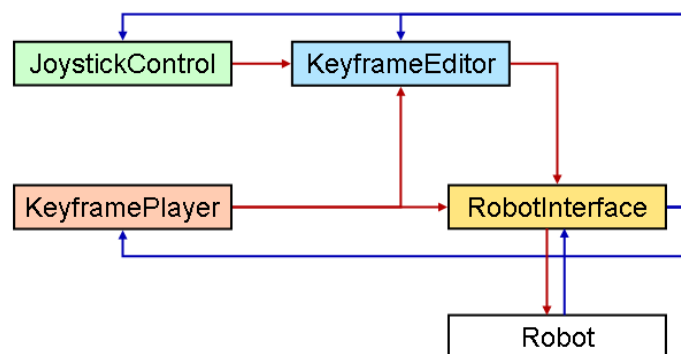 JoystickControl
KeyframeEditor
KeyframePlayer
RobotInterface
Robot